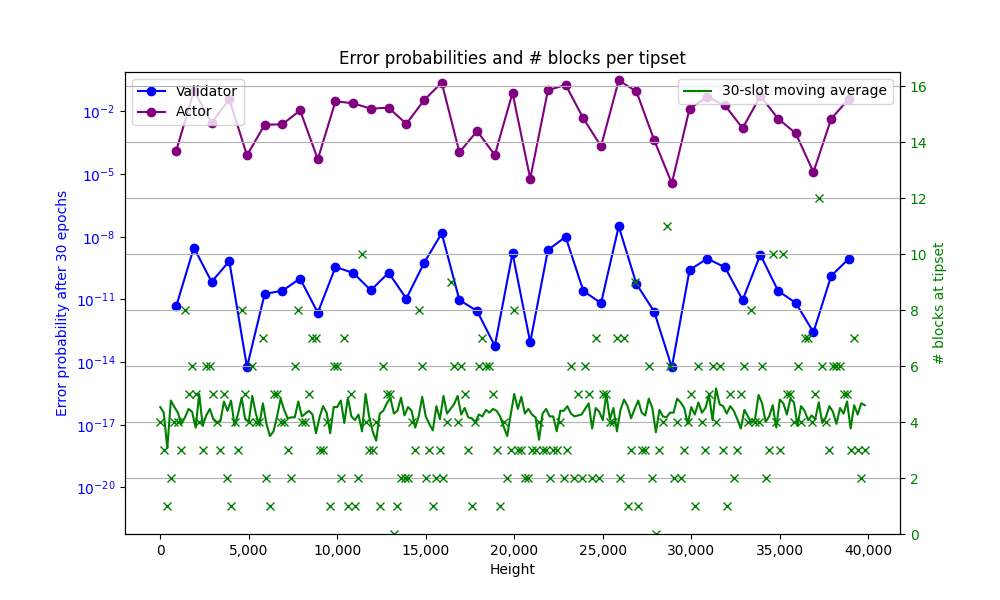 Error probabilities and # blocks per tipset
Validator
Actor
30-slot moving average
Error probability after 30 epochs
10^-2
10^-5
10^-8
10^-11
10^-14
10^-17
10^-20
# blocks at tipset
16
14
12
10
8
6
4
2
0
0 5,000 10,000 15,000 20,000 25,000 30,000 35,000 40,000
Height